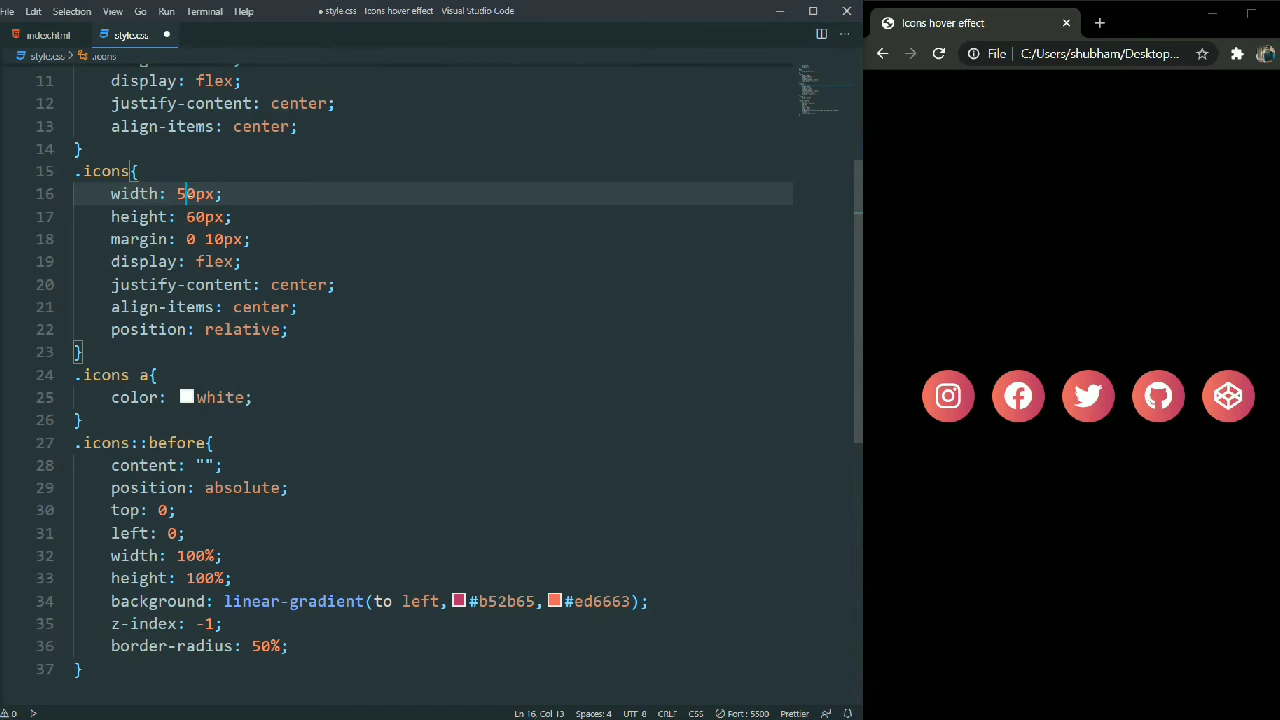 File Edit Selection View Go Run Terminal Help
● style.css - Icons hover effect - Visual Studio Code
index.html
style.css ●
style.css > .icons
11 display: flex;
12 justify-content: center;
13 align-items: center;
14 }
15 .icons{
16 width: 50px;
17 height: 60px;
18 margin: 0 10px;
19 display: flex;
20 justify-content: center;
21 align-items: center;
22 position: relative;
23 }
24 .icons a{
25 color: white;
26 }
27 .icons::before{
28 content: "";
29 position: absolute;
30 top: 0;
31 left: 0;
32 width: 100%;
33 height: 100%;
34 background: linear-gradient(to left,#b52b65,#ed6663);
35 z-index: -1;
36 border-radius: 50%;
37 }
0
Ln 16, Col 13 Spaces: 4 UTF-8 CRLF CSS Port : 5500 Prettier
Icons hover effect
File C:/Users/shubham/Desktop...